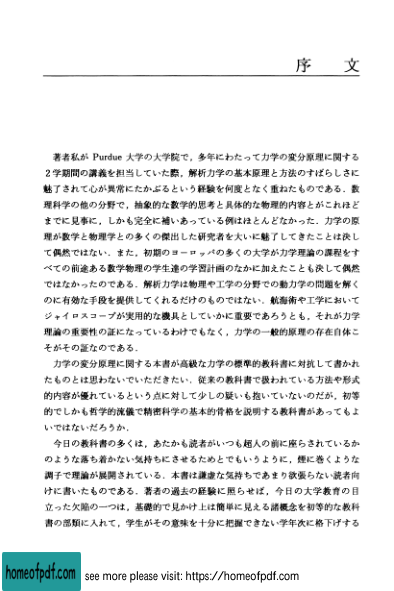 序　文
著者私が Purdue 大学の大学院で，多年にわたって力学の変分原理に関する
２学期間の講義を担当していた際，解析力学の基本原理と方法のすばらしさに
魅了されて心が異常にたかぶるという経験を何度となく重ねたものである．数
理科学の他の分野で，抽象的な数学的思考と具体的な物理的内容とがこれほど
までに見事に，しかも完全に補いあっている例はほとんどなかった．力学の原
理が数学と物理学との多くの傑出した研究者を大いに魅了してきたことは決し
て偶然ではない．また，初期のヨーロッパの多くの大学が力学理論の課程をす
べての前途ある数学物理の学生達の学習計画のなかに加えたことも決して偶然
ではなかったのである．解析力学は物理や工学の分野での動力学の問題を解く
のに有効な手段を提供してくれるだけのものではない．航海術や工学において
ジャイロスコープが実用的な機具としていかに重要であろうとも，それが力学
理論の重要性の証になっているわけでもなく，力学の一般的原理の存在自体こ
そがその証なのである．
力学の変分原理に関する本書が高級な力学の標準的教科書に対抗して書かれ
たものとは思わないでいただきたい．従来の教科書で扱われている方法や形式
的内容が優れているという点に対して少しの疑いも抱いていないのだが，初等
的でしかも哲学的流儀で精密科学の基本的骨格を説明する教科書があってもよ
いではないだろうか．
今日の教科書の多くは，あたかも読者がいつも超人の前に座らされているか
のような落ち着かない気持ちにさせるためとでもいうように，煙に巻くような
調子で理論が展開されている．本書は謙虚な気持ちであまり欲張らない読者向
けに書いたものである．著者の過去の経験に照らせば，今日の大学教育の目
立った欠陥の一つは，基礎的で見かけ上は簡単に見える諸概念を初等的な教科
書の部類に入れて，学生がその意味を十分に把握できない学年次に格下げする
homeofpdf.com
see more please visit: https://homeofpdf.com